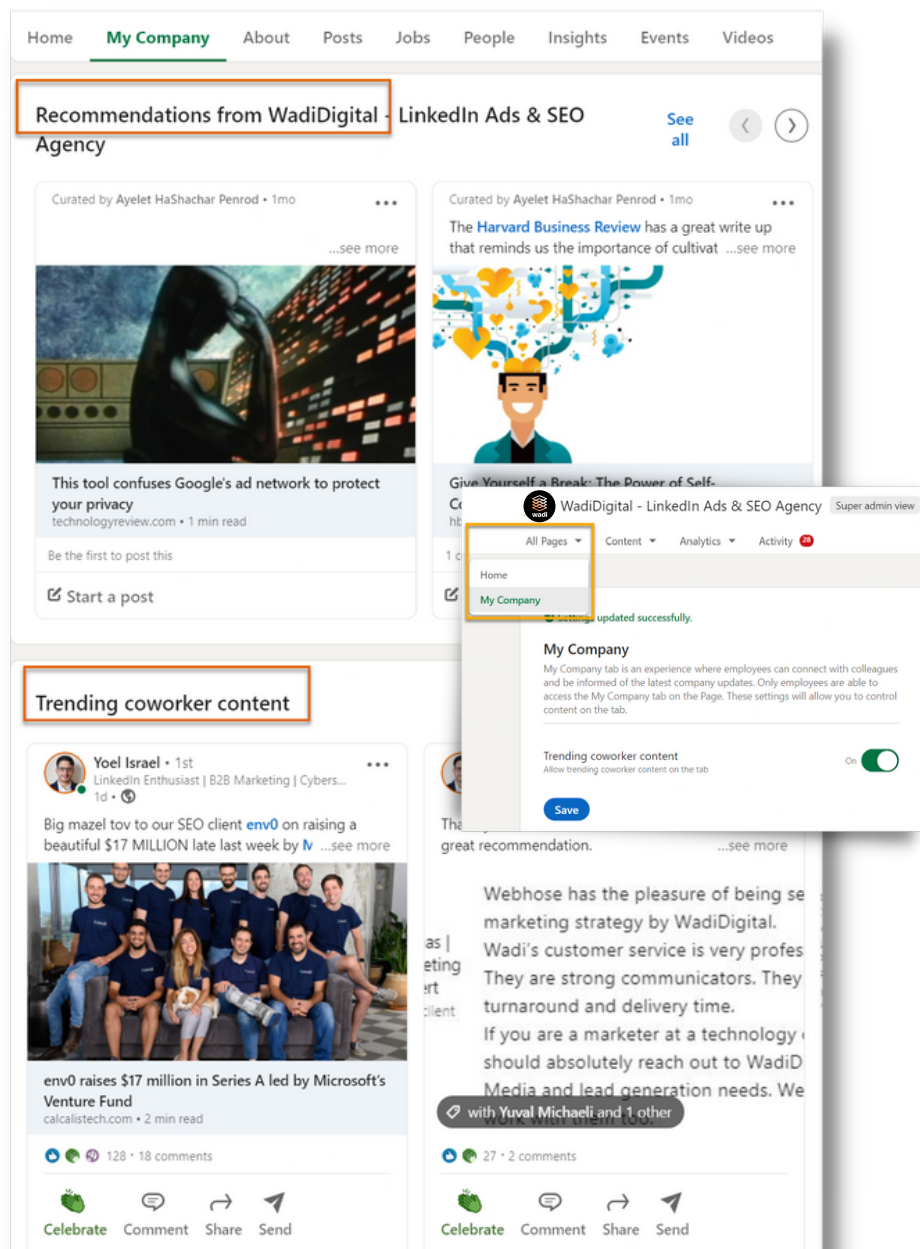 Home My Company About Posts Jobs People Insights Events Videos
Recommendations from WadiDigital - LinkedIn Ads & SEO
Agency
See
all
Curated by Ayelet HaShachar Penrod • 1mo
...see more
This tool confuses Google's ad network to protect
your privacy
technologyreview.com • 1 min read
Be the first to post this
Start a post
Curated by Ayelet HaShachar Penrod • 1mo
The Harvard Business Review has a great write up
that reminds us the importance of cultivat ...see more
Give Yourself a Break: The Power of Self-
wadi
WadiDigital - LinkedIn Ads & SEO Agency Super admin view
All Pages Content Analytics Activity 28
Home
My Company
Settings updated successfully.
My Company
My Company tab is an experience where employees can connect with colleagues
and be informed of the latest company updates. Only employees are able to
access the My Company tab on the Page. These settings will allow you to control
content on the tab.
Trending coworker content
Allow trending coworker content on the tab
On
Save
Trending coworker content
Yoel Israel • 1st
LinkedIn Enthusiast | B2B Marketing | Cybers...
1d •
Big mazel tov to our SEO client env0 on raising a
beautiful $17 MILLION late last week by M ...see more
env0 raises $17 million in Series A led by Microsoft's
Venture Fund
calcalistech.com • 2 min read
128 • 18 comments
Celebrate Comment Share Send
great recommendation. ...see more
Webhose has the pleasure of being se
marketing strategy by WadiDigital.
Wadi's customer service is very profes
They are strong communicators. They
turnaround and delivery time.
If you are a marketer at a technology
should absolutely reach out to WadiD
Media and lead generation needs. We
work with them too.
as |
eting
ert
client
with Yuval Michaeli and 1 other
27 • 2 comments
Celebrate Comment Share Send